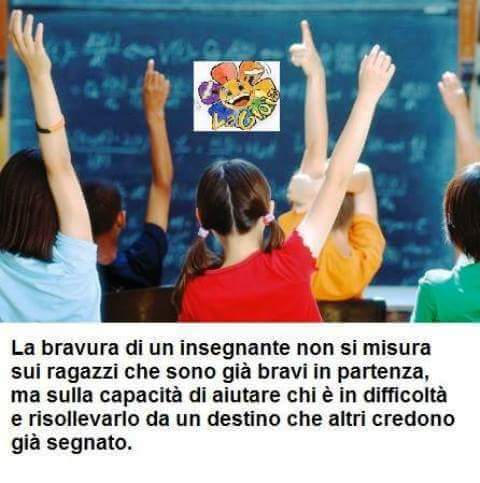 LaGio
La bravura di un insegnante non si misura
sui ragazzi che sono già bravi in partenza,
ma sulla capacità di aiutare chi è in difficoltà
e risollevarlo da un destino che altri credono
già segnato.